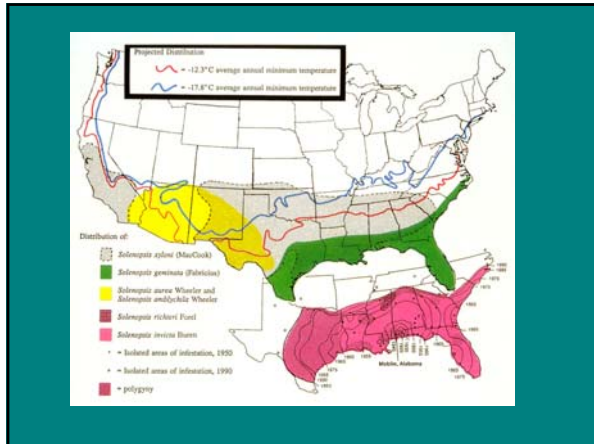 Projected Distribution
= -12.3°C average annual minimum temperature
= -17.8°C average annual minimum temperature
Distribution of:
Solenopsis xyloni (MacCook)
Solenopsis geminata (Fabricius)
Solenopsis aurea Wheeler and
Solenopsis amblychila Wheeler
Solenopsis richteri Forel
Solenopsis invicta Buren
= Isolated areas of infestation, 1950
= Isolated areas of infestation, 1990
= polygyny
Mobile, Alabama